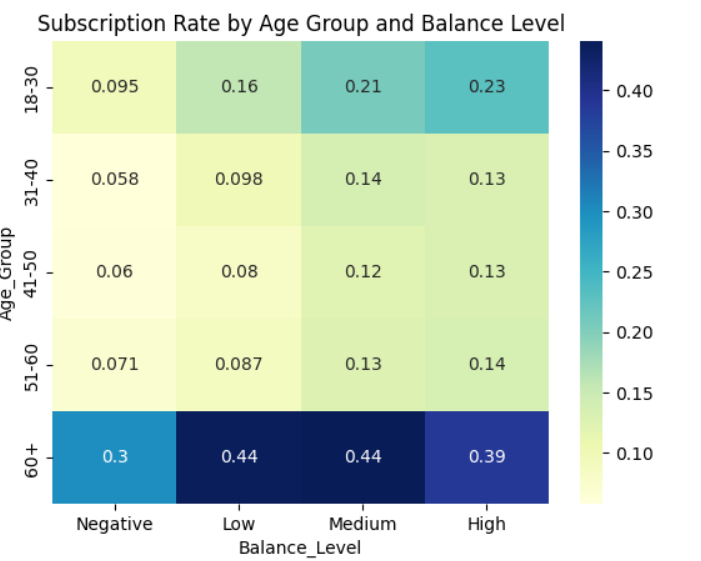 Subscription Rate by Age Group and Balance Level
Age_Group
18-30 0.095 0.16 0.21 0.23
31-40 0.058 0.098 0.14 0.13
41-50 0.06 0.08 0.12 0.13
51-60 0.071 0.087 0.13 0.14
60+ 0.3 0.44 0.44 0.39
Negative Low Medium High
Balance_Level
0.40
0.35
0.30
0.25
0.20
0.15
0.10